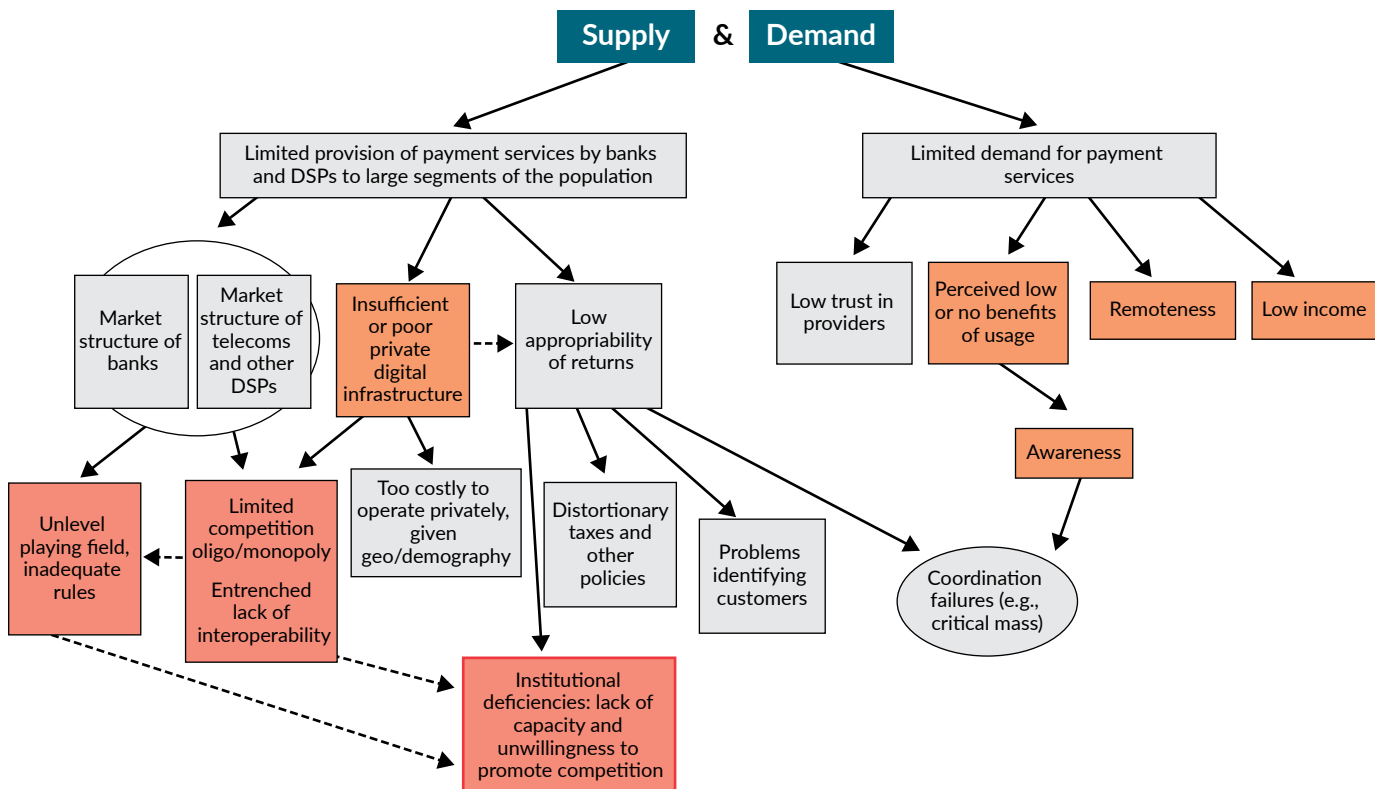 Supply & Demand
Limited provision of payment services by banks
and DSPs to large segments of the population
Limited demand for payment
services
Market
structure of
banks
Market
structure of
telecoms
and other
DSPs
Insufficient
or poor
private
digital
infrastructure
Low
appropriability
of returns
Low trust in
providers
Perceived low
or no benefits
of usage
Remoteness
Low income
Awareness
Unlevel
playing field,
inadequate
rules
Limited
competition
oligo/monopoly
Entrenched
lack of
interoperability
Too costly to
operate privately,
given
geo/demography
Distortionary
taxes and
other
policies
Problems
identifying
customers
Coordination
failures (e.g.,
critical mass)
Institutional
deficiencies: lack of
capacity and
unwillingness to
promote competition